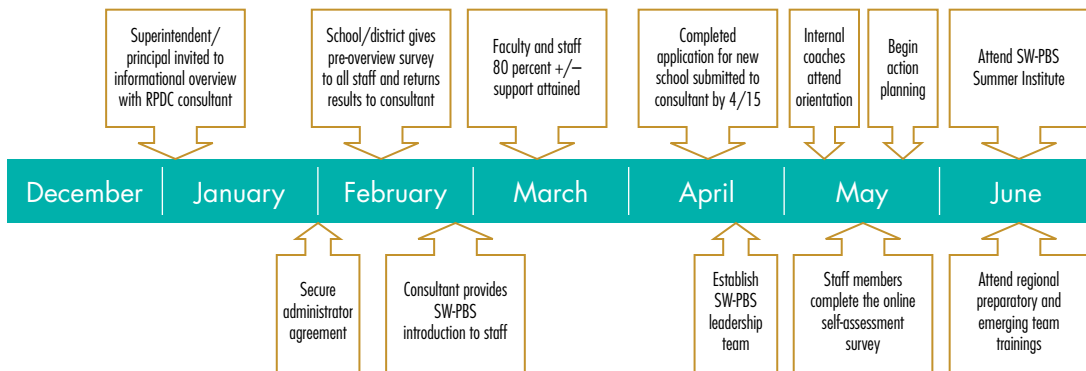 Superintendent/
principal invited to
informational overview
with RPDC consultant
School/district gives
pre-overview survey
to all staff and returns
results to consultant
Faculty and staff
80 percent +/–
support attained
Completed
application for new
school submitted to
consultant by 4/15
Internal
coaches
attend
orientation
Begin
action
planning
Attend SW-PBS
Summer Institute
December
January
February
March
April
May
June
Secure
administrator
agreement
Consultant provides
SW-PBS
introduction to staff
Establish
SW-PBS
leadership
team
Staff members
complete the online
self-assessment
survey
Attend regional
preparatory and
emerging team
trainings